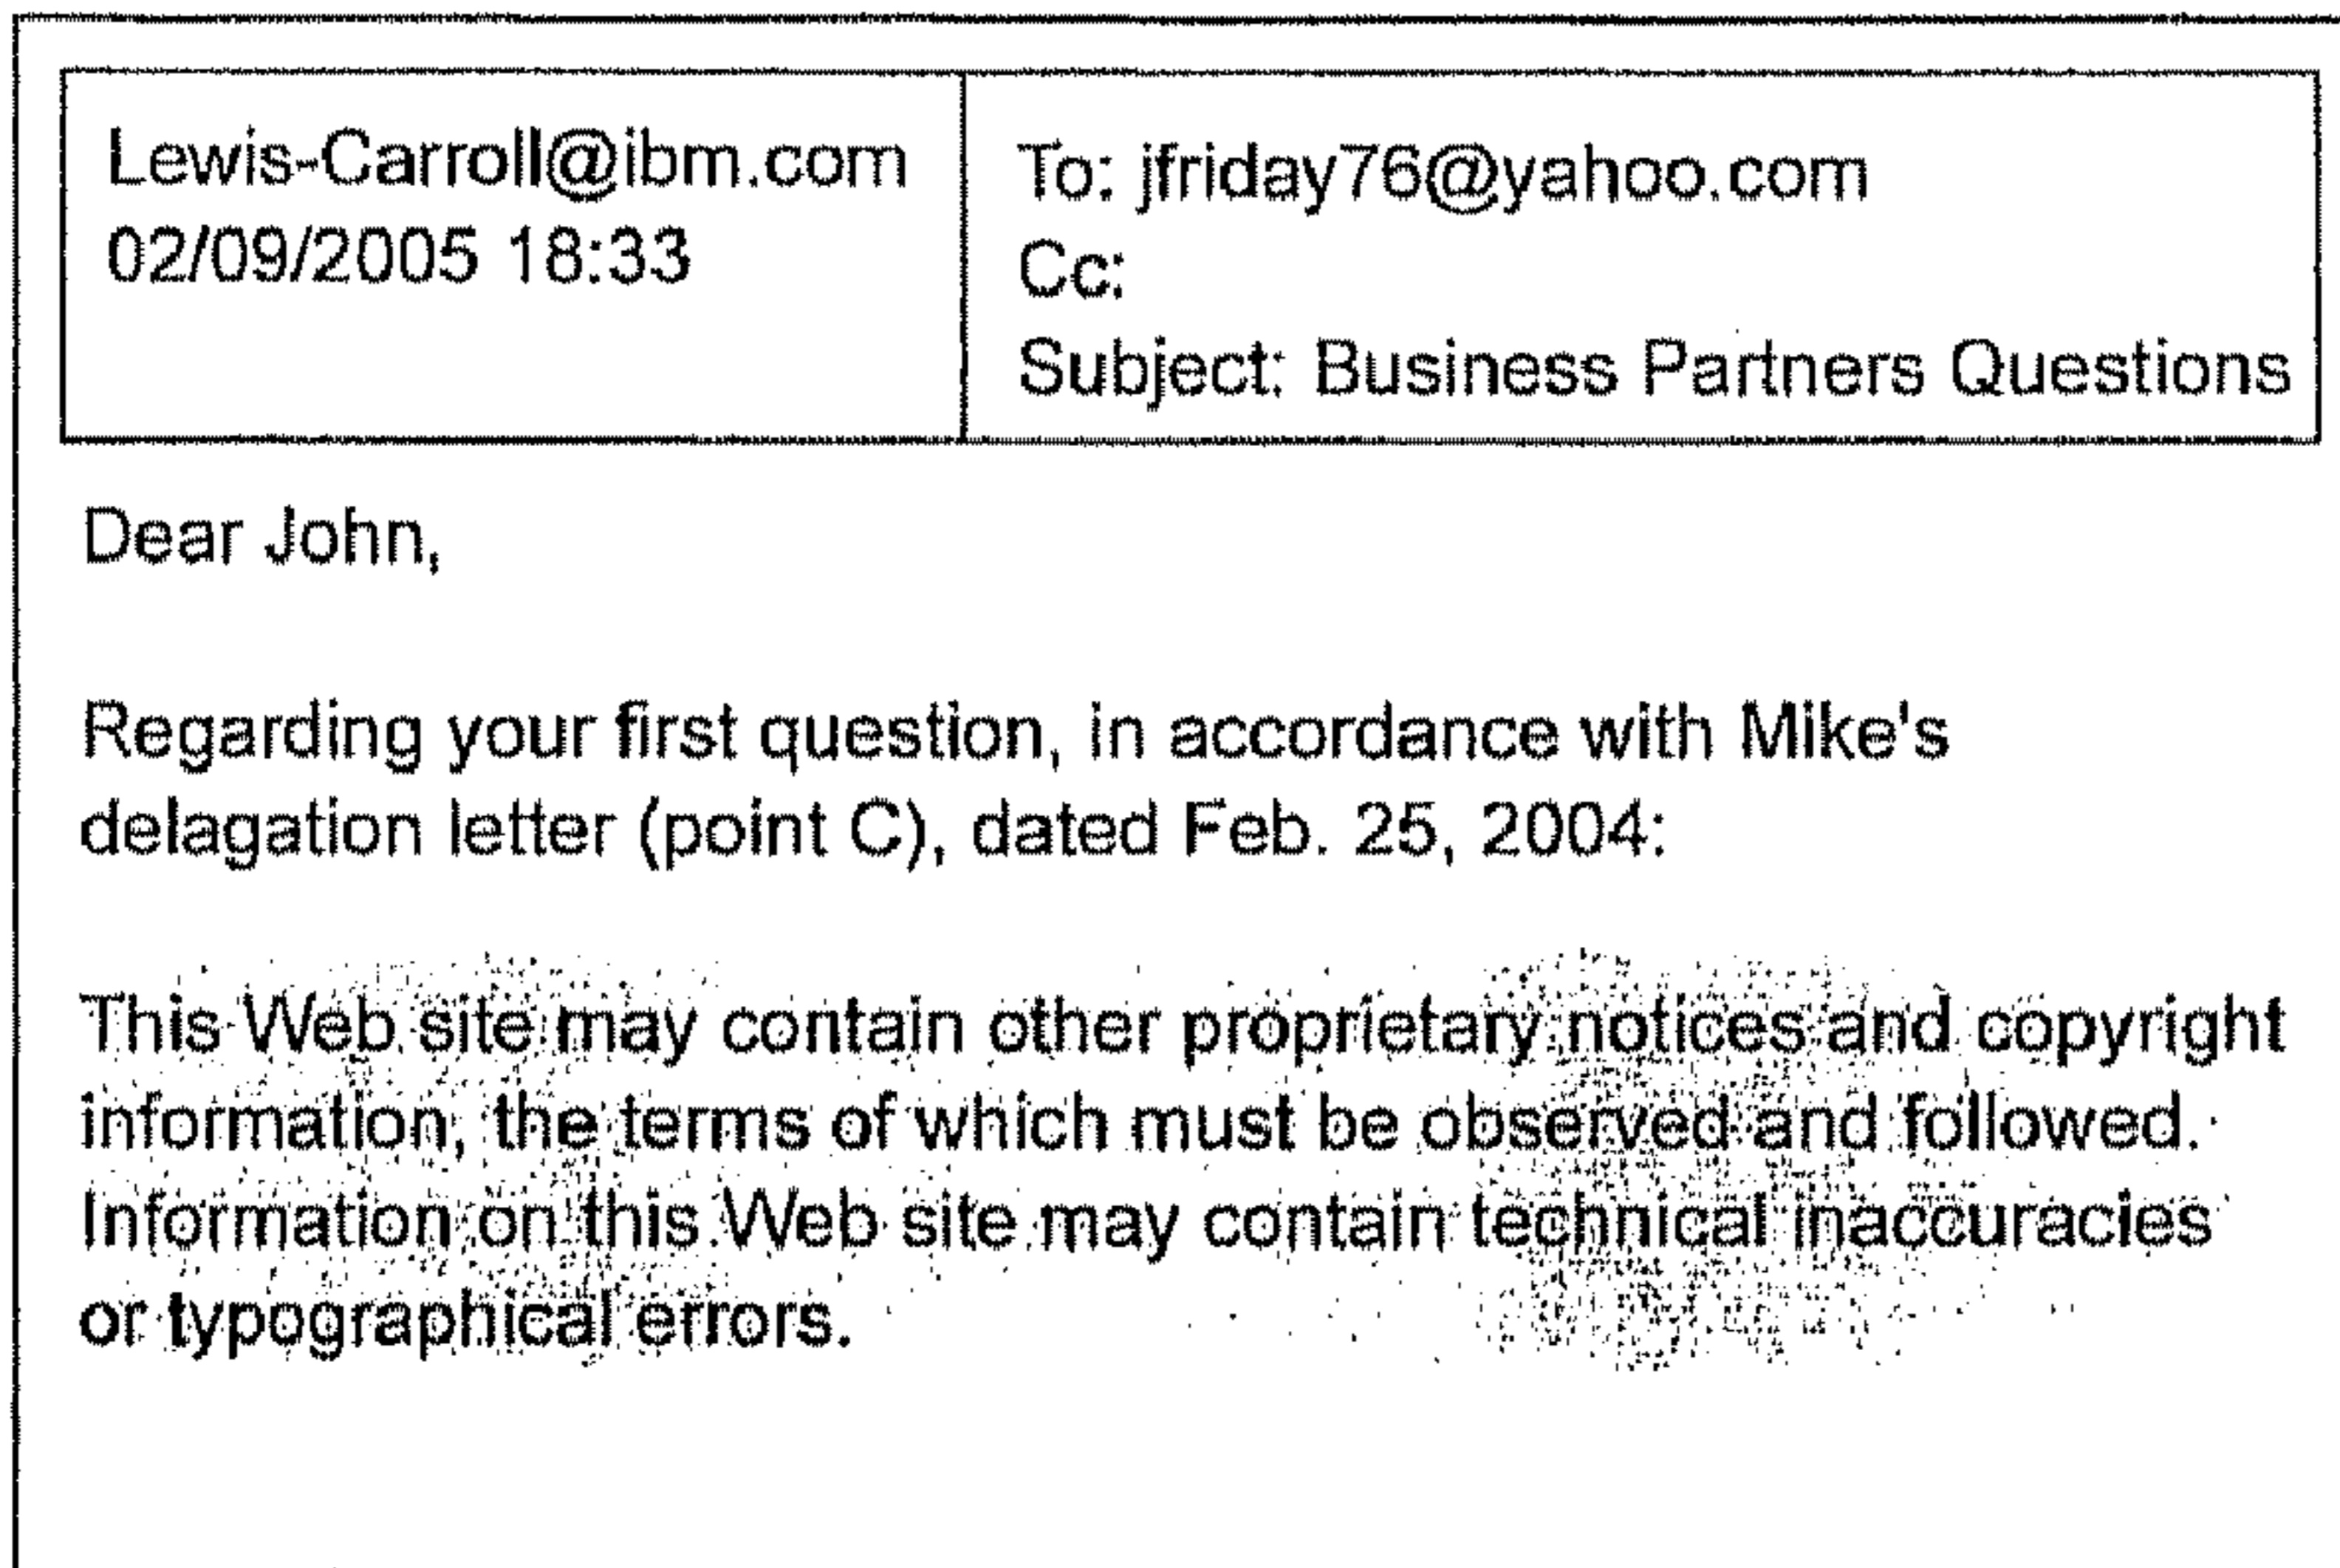 Lewis-Carroll@ibm.com
02/09/2005 18:33
To: jfriday76@yahoo.com
Cc:
Subject: Business Partners Questions
Dear John,
Regarding your first question, in accordance with Mike's
delagation letter (point C), dated Feb. 25, 2004:
This Web site may contain other proprietary notices and copyright
information, the terms of which must be observed and followed.
Information on this Web site may contain technical inaccuracies
or typographical errors.